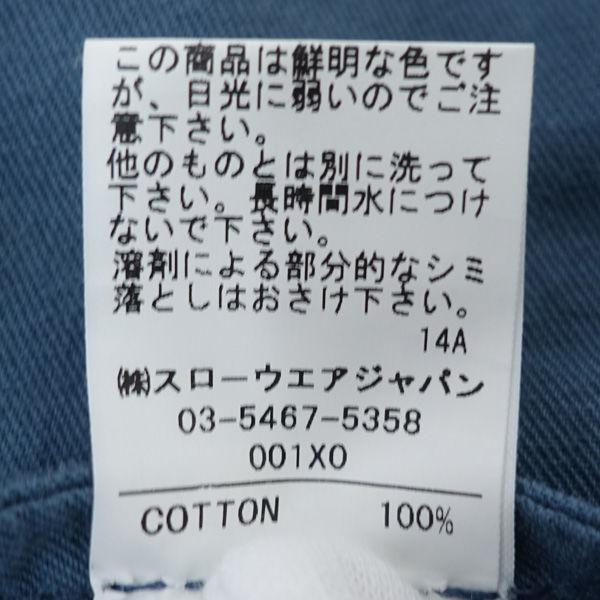 この商品は鮮明な色です
が、日光に弱いのでご注
意下さい。
他のものとは別に洗って
下さい。長時間水につけ
ないで下さい。
溶剤による部分的なシミ
落としはおさけ下さい。
14A
㈱スローウエアジャパン
03-5467-5358
001X0
COTTON 100%